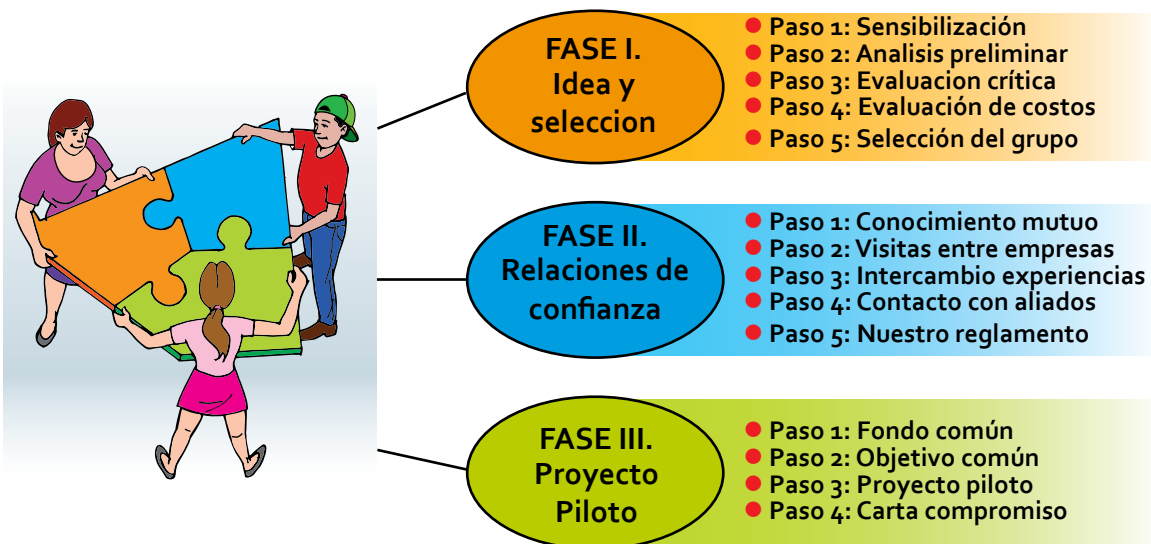 FASE I.
Idea y
seleccion
● Paso 1: Sensibilización
● Paso 2: Analisis preliminar
● Paso 3: Evaluacion crítica
● Paso 4: Evaluación de costos
● Paso 5: Selección del grupo
FASE II.
Relaciones de
confianza
● Paso 1: Conocimiento mutuo
● Paso 2: Visitas entre empresas
● Paso 3: Intercambio experiencias
● Paso 4: Contacto con aliados
● Paso 5: Nuestro reglamento
FASE III.
Proyecto
Piloto
● Paso 1: Fondo común
● Paso 2: Objetivo común
● Paso 3: Proyecto piloto
● Paso 4: Carta compromiso